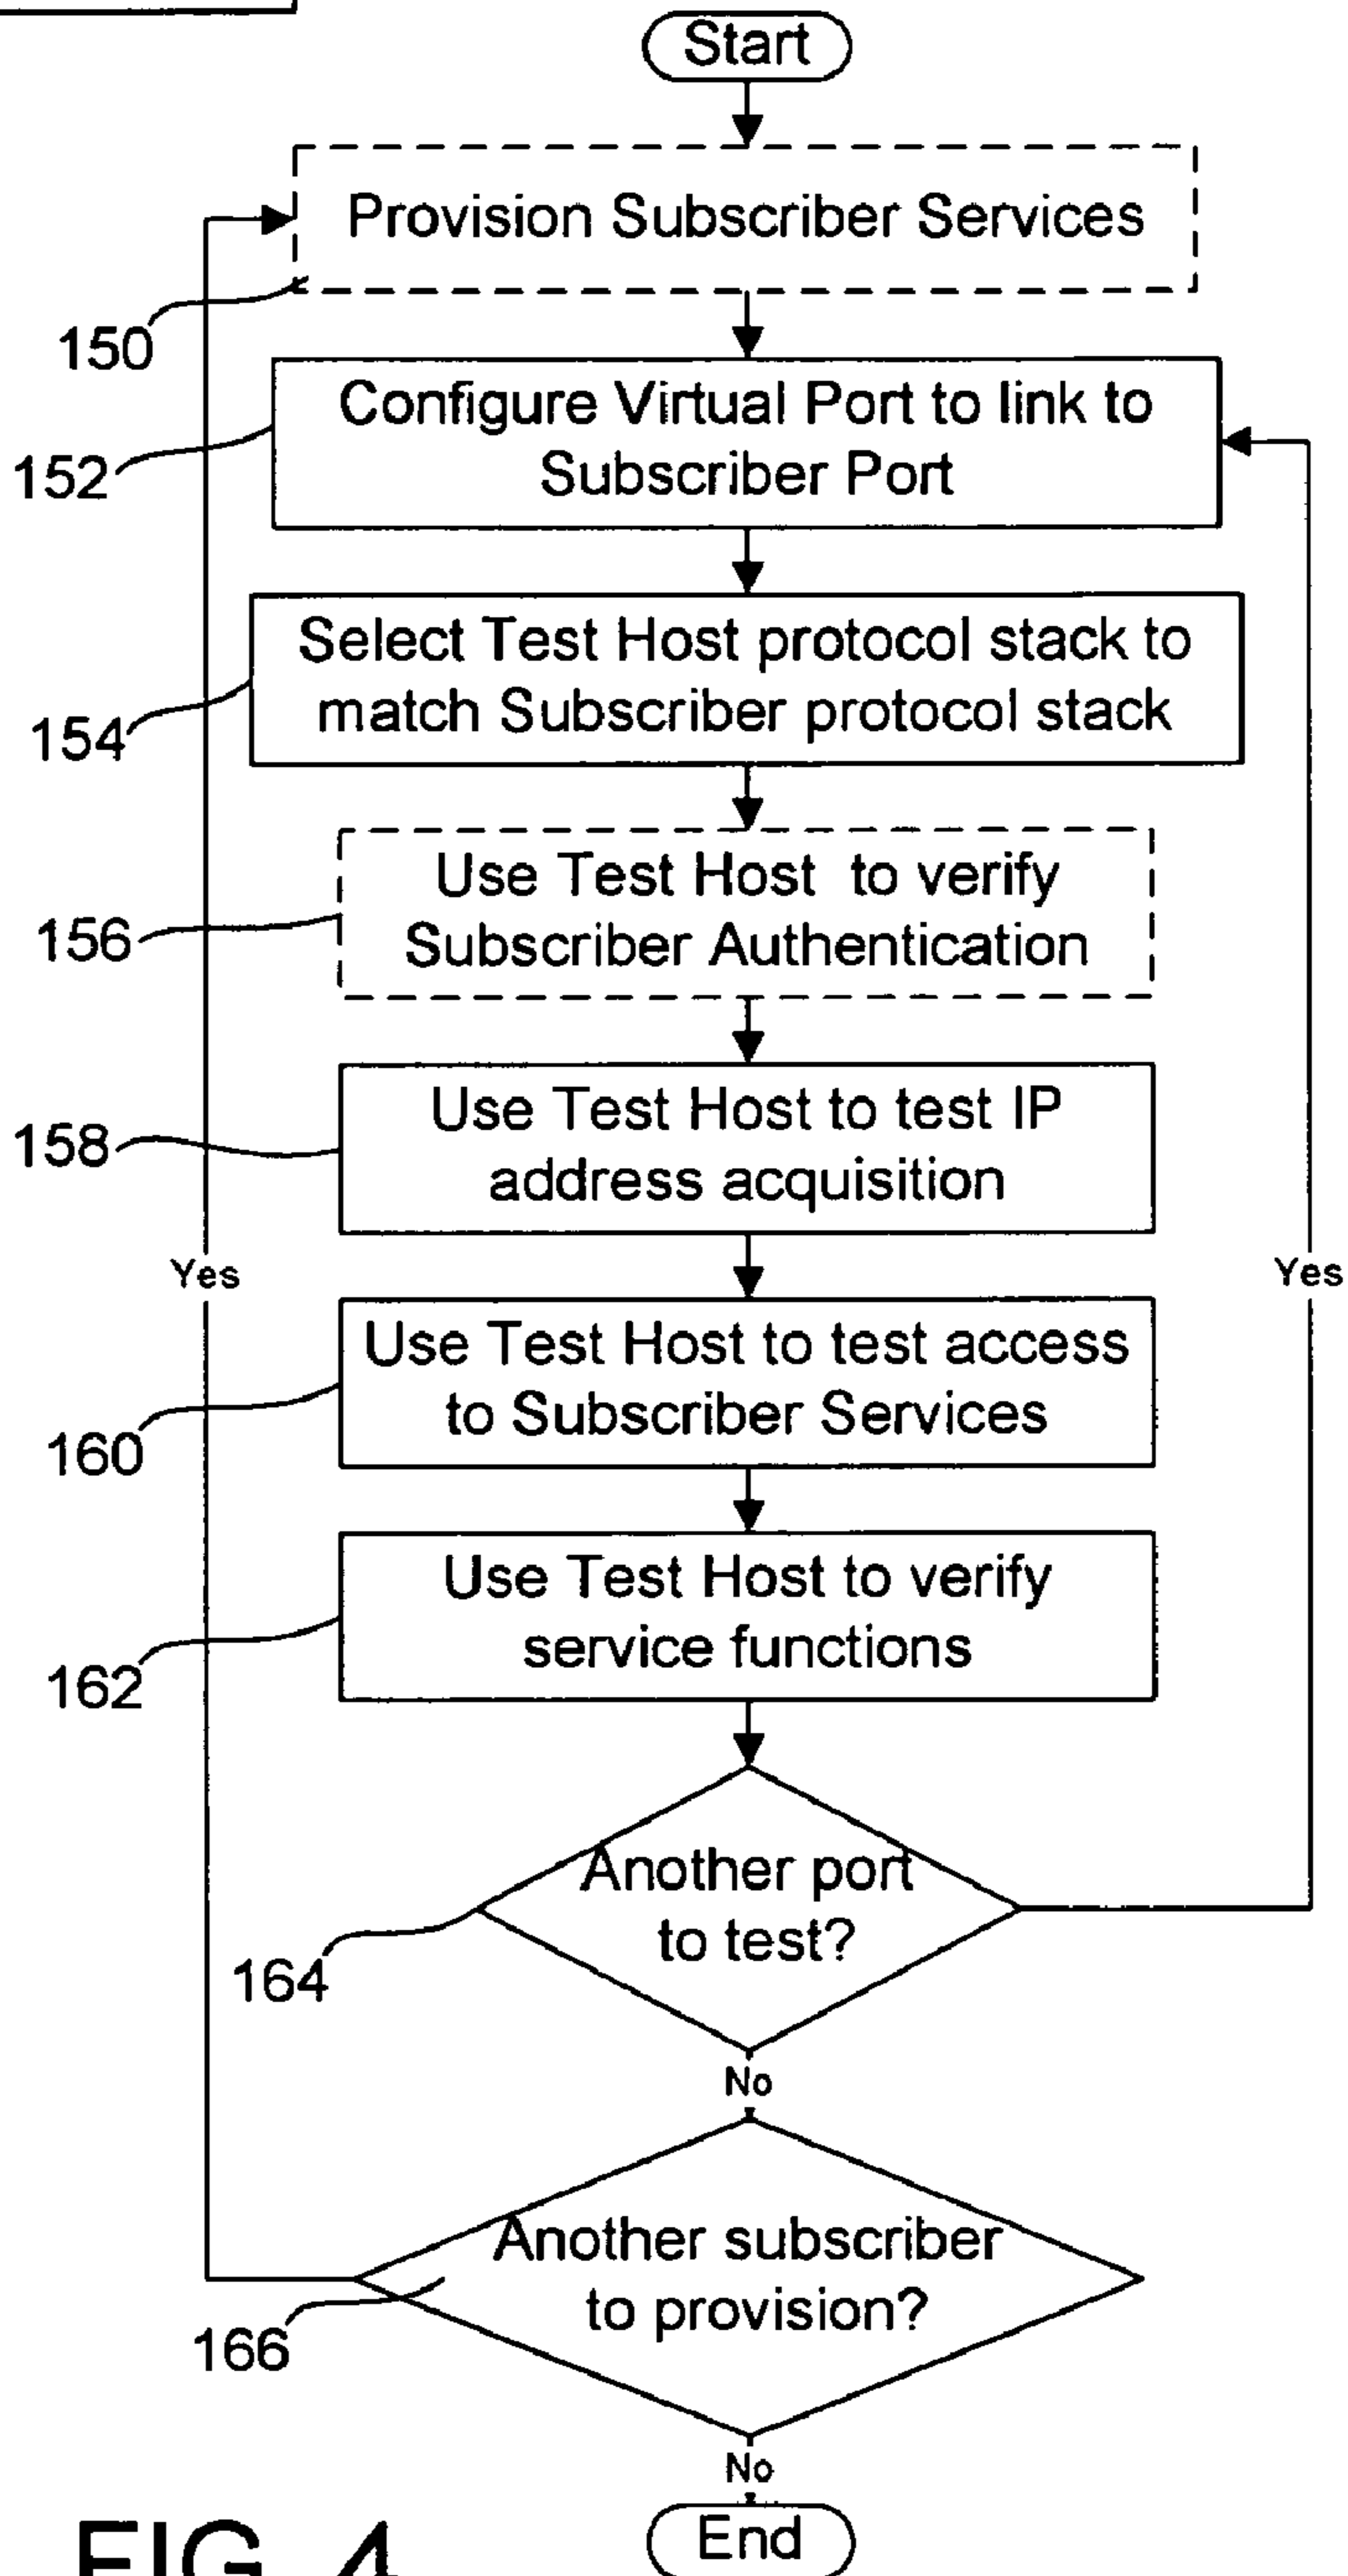 Start
Provision Subscriber Services
150
Configure Virtual Port to link to
Subscriber Port
152
Select Test Host protocol stack to
match Subscriber protocol stack
154
Use Test Host to verify
Subscriber Authentication
156
Use Test Host to test IP
address acquisition
158
Yes
Yes
Use Test Host to test access
to Subscriber Services
160
Use Test Host to verify
service functions
162
Another port
to test?
164
No
Another subscriber
to provision?
166
No
End
FIG. 4